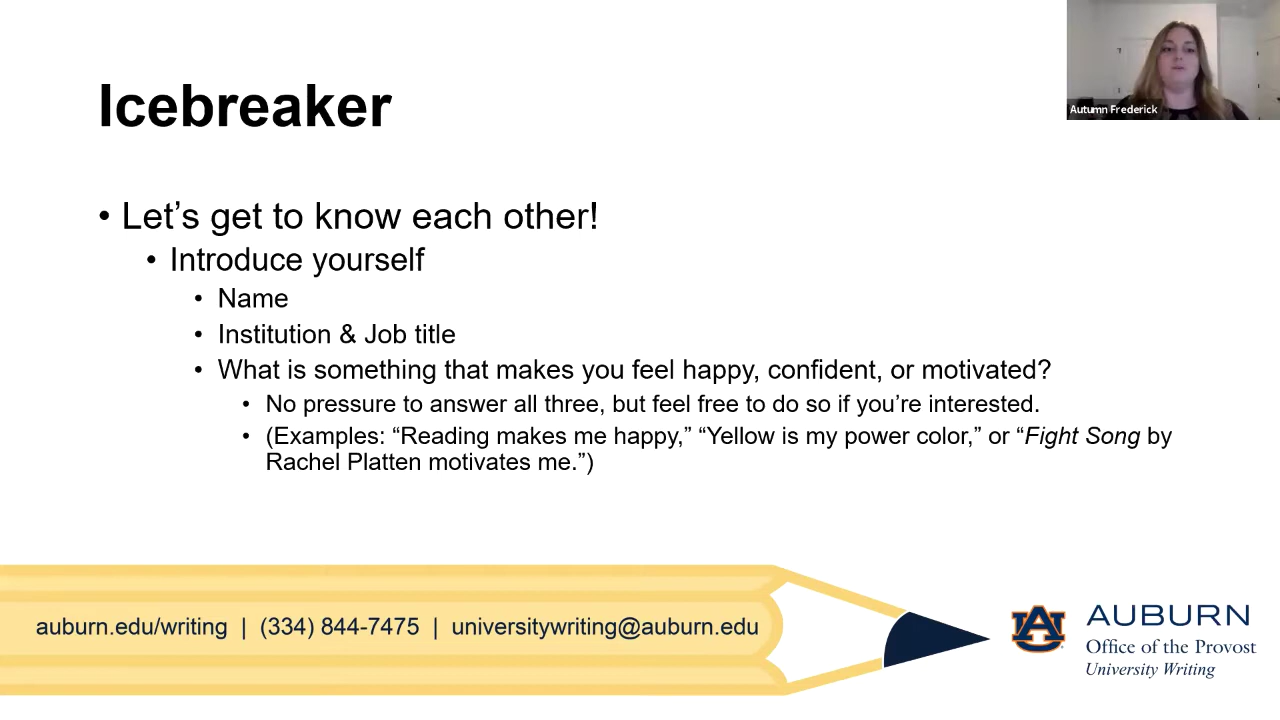 Icebreaker
Autumn Frederick
• Let’s get to know each other!
• Introduce yourself
• Name
• Institution & Job title
• What is something that makes you feel happy, confident, or motivated?
• No pressure to answer all three, but feel free to do so if you’re interested.
• (Examples: “Reading makes me happy,” “Yellow is my power color,” or “Fight Song by
Rachel Platten motivates me.”)
auburn.edu/writing | (334) 844-7475 | universitywriting@auburn.edu
AU
AUBURN
Office of the Provost
University Writing